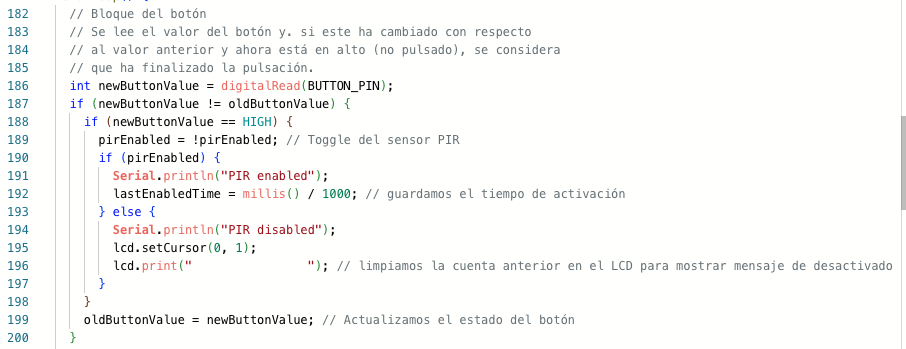 182 // Bloque del botón
183 // Se lee el valor del botón y. si este ha cambiado con respecto
184 // al valor anterior y ahora está en alto (no pulsado), se considera
185 // que ha finalizado la pulsación.
186 int newButtonValue = digitalRead(BUTTON_PIN);
187 if (newButtonValue != oldButtonValue) {
188 if (newButtonValue == HIGH) {
189 pirEnabled = !pirEnabled; // Toggle del sensor PIR
190 if (pirEnabled) {
191 Serial.println("PIR enabled");
192 lastEnabledTime = millis() / 1000; // guardamos el tiempo de activación
193 } else {
194 Serial.println("PIR disabled");
195 lcd.setCursor(0, 1);
196 lcd.print("                "); // limpiamos la cuenta anterior en el LCD para mostrar mensaje de desactivado
197 }
198 }
199 oldButtonValue = newButtonValue; // Actualizamos el estado del botón
200 }